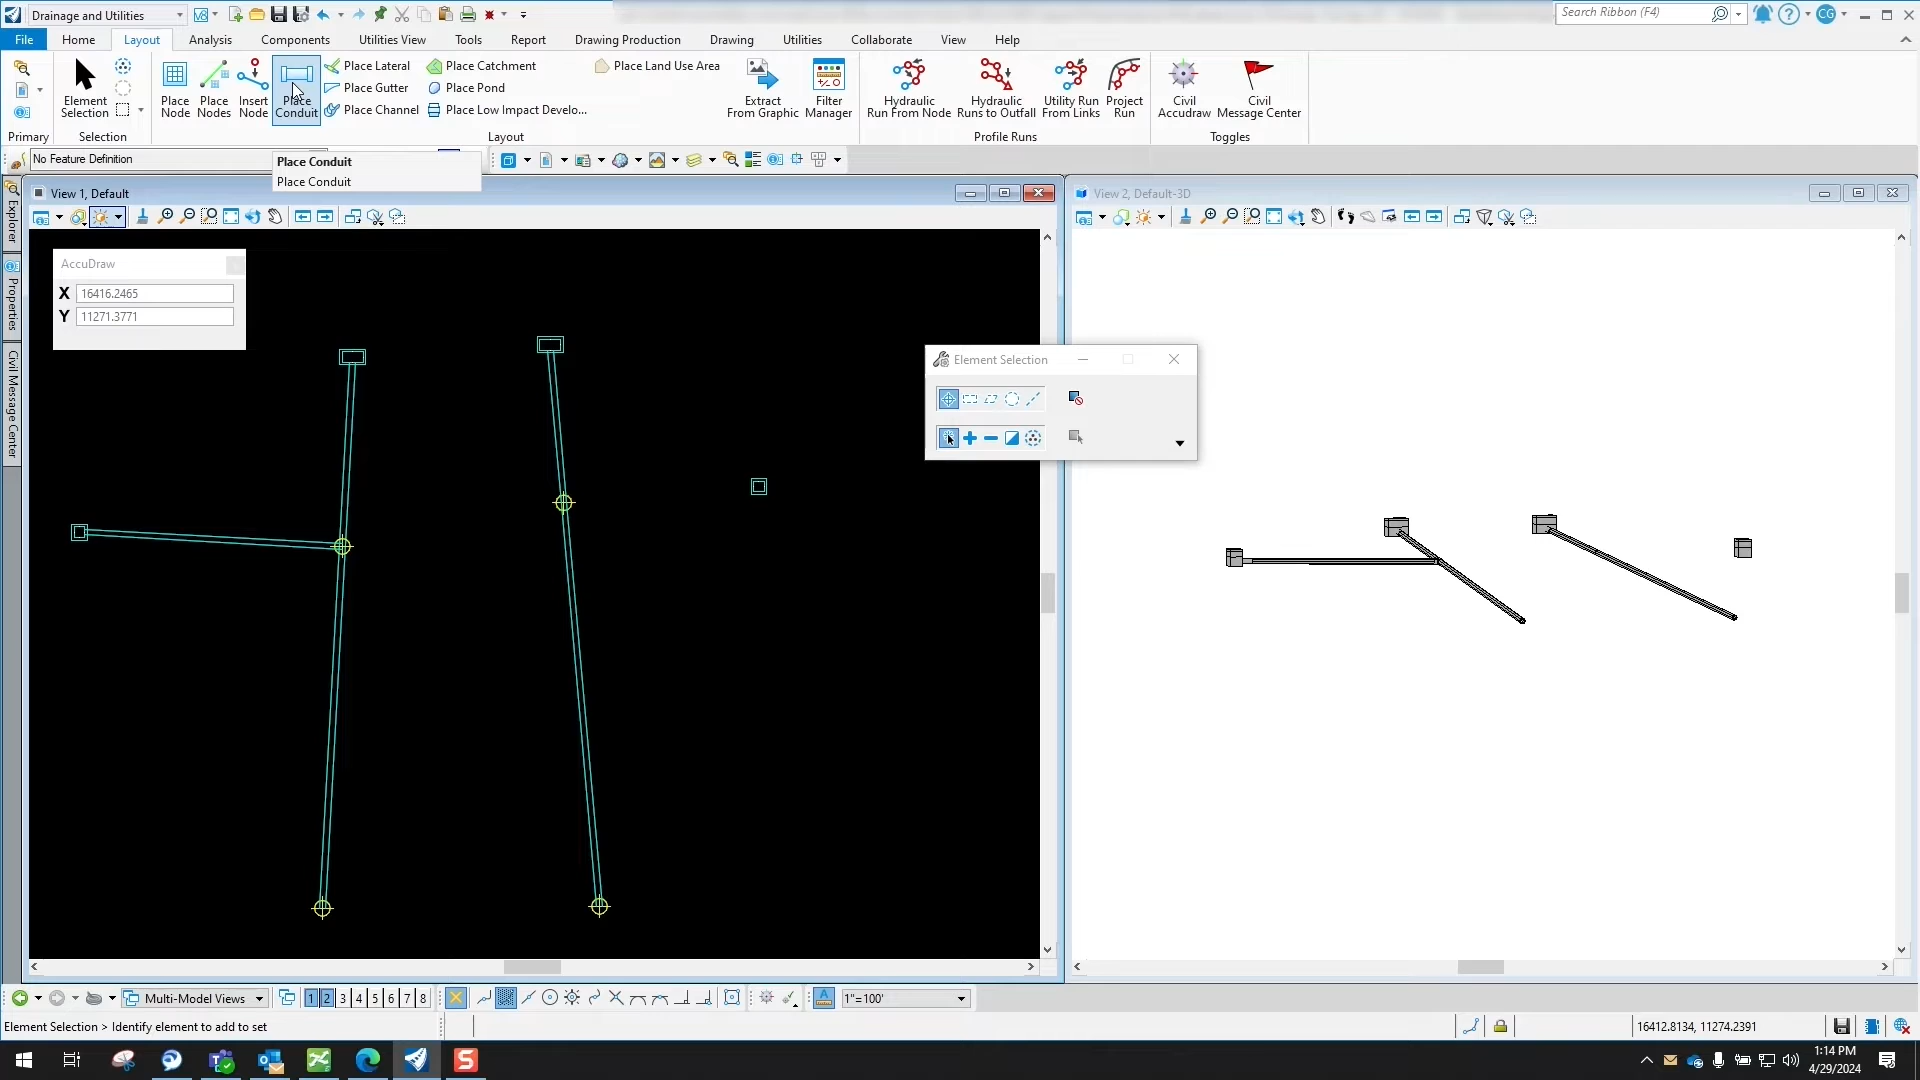 Drainage and Utilities
Search Ribbon (F4)
CG
File
Home
Layout
Analysis
Components
Utilities View
Tools
Report
Drawing Production
Drawing
Utilities
Collaborate
View
Help
Element
Selection
Place
Node
Place
Nodes
Insert
Node
Place
Conduit
Place Lateral
Place Gutter
Place Channel
Place Catchment
Place Pond
Place Low Impact Develo...
Place Land Use Area
Extract
From Graphic
Filter
Manager
Hydraulic
Run From Node
Hydraulic
Runs to Outfall
Utility Run
From Links
Project
Run
Civil
Accudraw
Civil
Message Center
Primary
Selection
Layout
Profile Runs
Toggles
No Feature Definition
Place Conduit
Place Conduit
Explorer
Properties
Civil Message Center
View 1, Default
View 2, Default-3D
AccuDraw
X 16416.2465
Y 11271.3771
Element Selection
Multi-Model Views
1 2 3 4 5 6 7 8
1"=100'
Element Selection > Identify element to add to set
16412.8134, 11274.2391
1:14 PM
4/29/2024